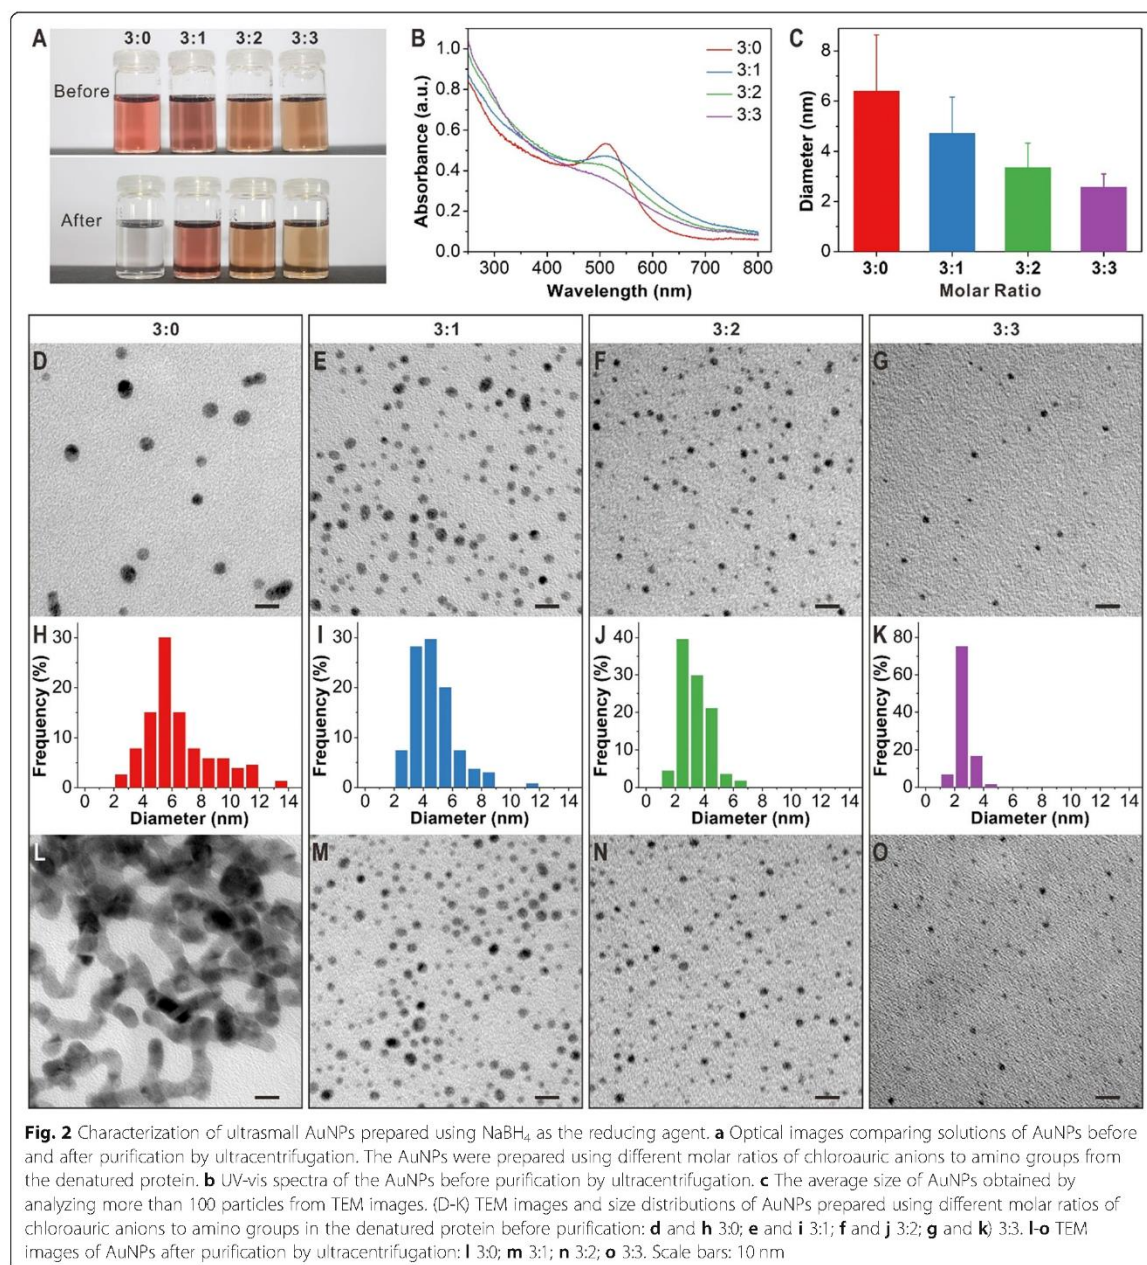 A
3:0 3:1 3:2 3:3
Before
After
B
3:0
3:1
3:2
3:3
1.0
0.8
0.6
0.4
0.2
0.0
Absorbance (a.u.)
300 400 500 600 700 800
Wavelength (nm)
C
8
6
4
2
0
Diameter (nm)
3:0 3:1 3:2 3:3
Molar Ratio
3:0 3:1 3:2 3:3
D E F G
H
30
20
10
0
Frequency (%)
0 2 4 6 8 10 12 14
Diameter (nm)
I
30
20
10
0
Frequency (%)
0 2 4 6 8 10 12 14
Diameter (nm)
J
40
30
20
10
0
Frequency (%)
0 2 4 6 8 10 12 14
Diameter (nm)
K
80
60
40
20
0
Frequency (%)
0 2 4 6 8 10 12 14
Diameter (nm)
L M N O
Fig. 2 Characterization of ultrasmall AuNPs prepared using NaBH₄ as the reducing agent. a Optical images comparing solutions of AuNPs before
and after purification by ultracentrifugation. The AuNPs were prepared using different molar ratios of chloroauric anions to amino groups from
the denatured protein. b UV-vis spectra of the AuNPs before purification by ultracentrifugation. c The average size of AuNPs obtained by
analyzing more than 100 particles from TEM images. (D-K) TEM images and size distributions of AuNPs prepared using different molar ratios of
chloroauric anions to amino groups in the denatured protein before purification: d and h 3:0; e and i 3:1; f and j 3:2; g and k) 3:3. l-o TEM
images of AuNPs after purification by ultracentrifugation: l 3:0; m 3:1; n 3:2; o 3:3. Scale bars: 10 nm